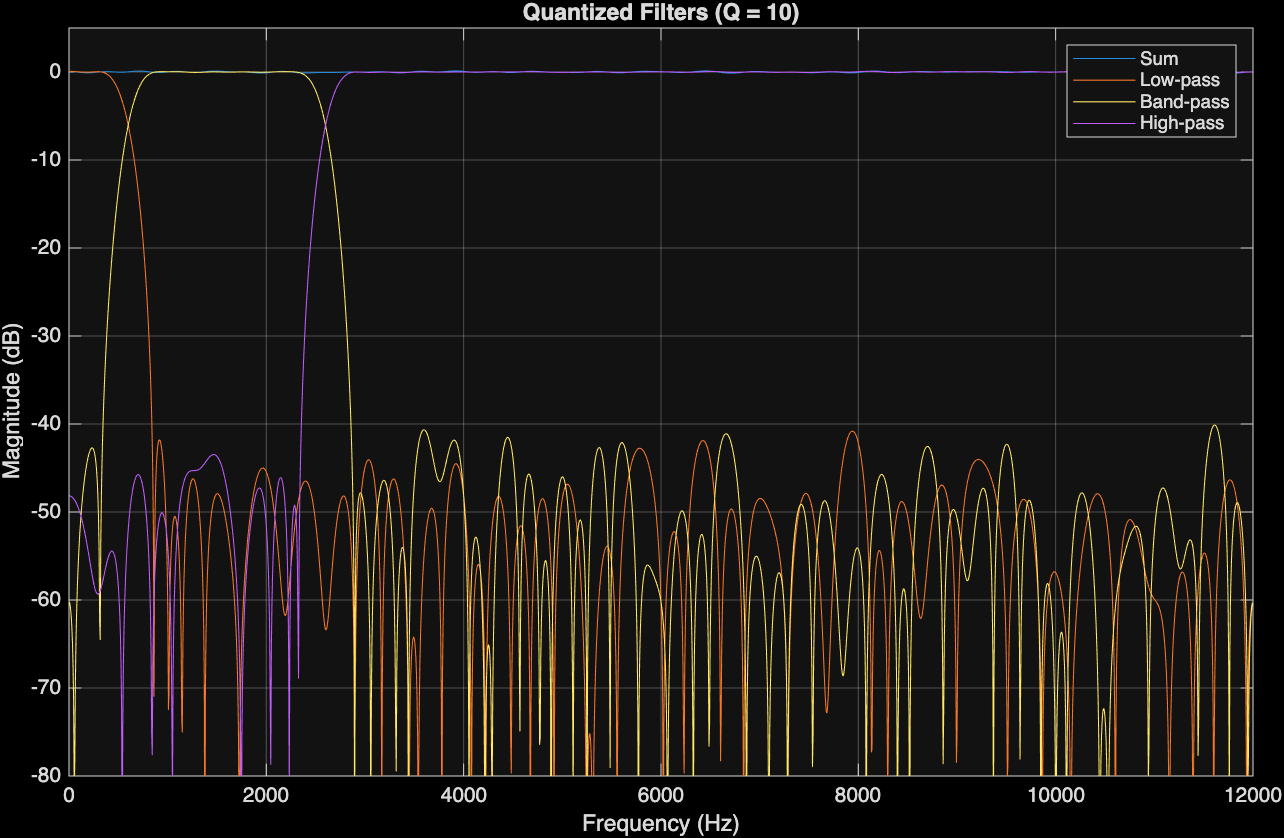 Quantized Filters (Q = 10)
Sum
Low-pass
Band-pass
High-pass
Magnitude (dB)
0
-10
-20
-30
-40
-50
-60
-70
-80
0
2000
4000
6000
8000
10000
12000
Frequency (Hz)